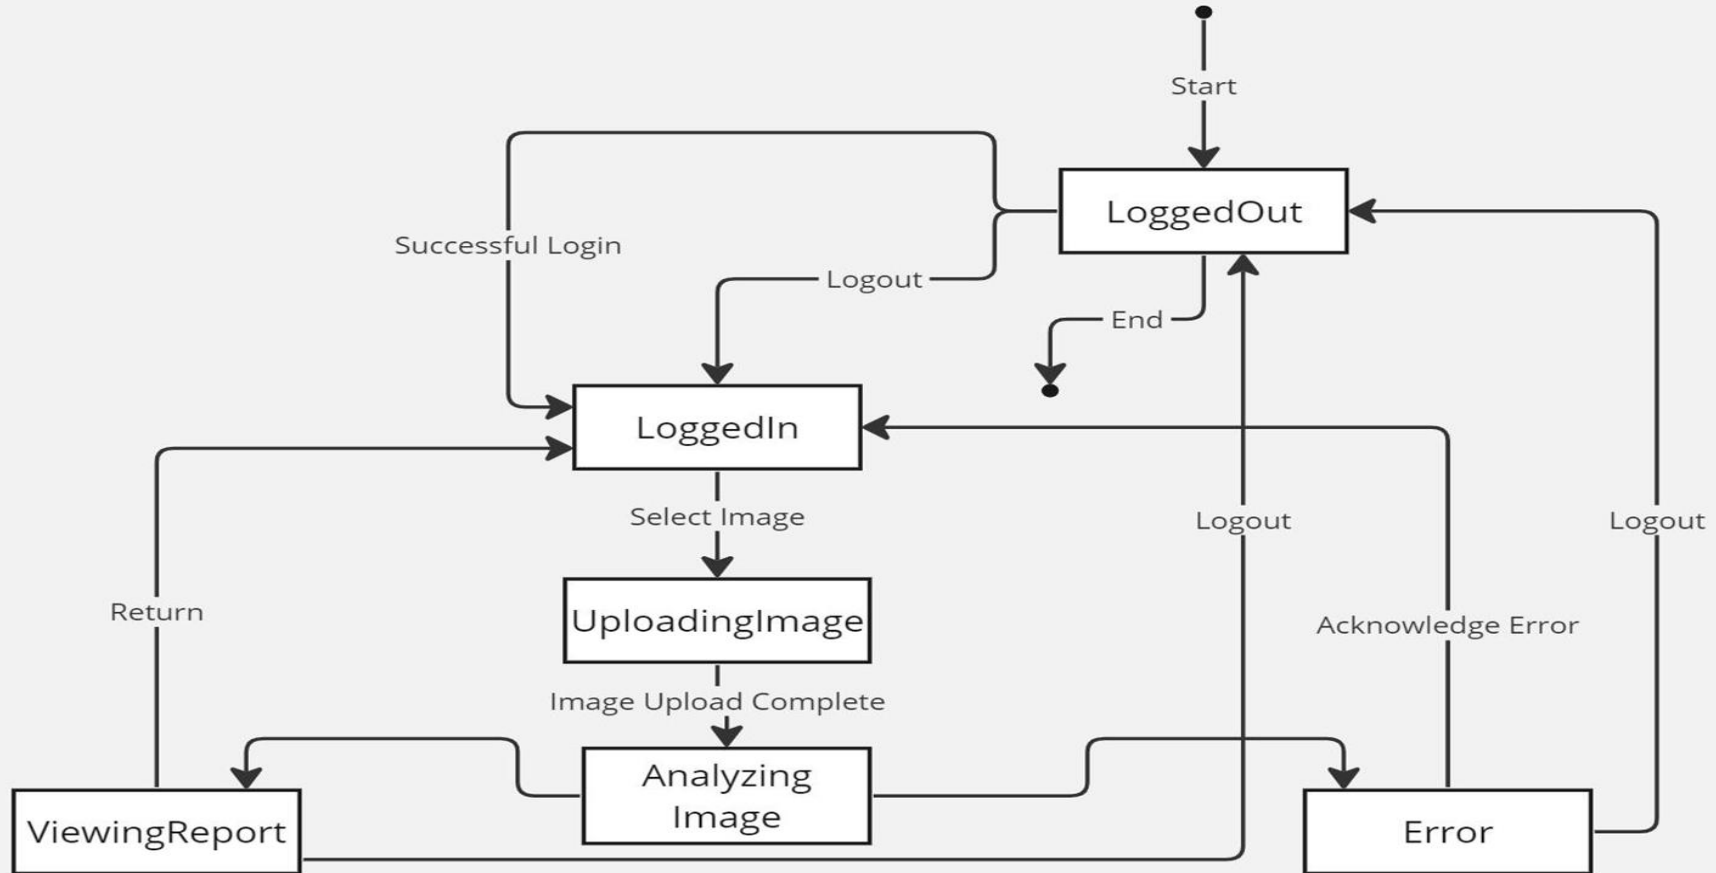 Start
LoggedOut
Successful Login
Logout
End
LoggedIn
Select Image
Logout
Logout
Return
UploadingImage
Acknowledge Error
Image Upload Complete
Analyzing
Image
ViewingReport
Error